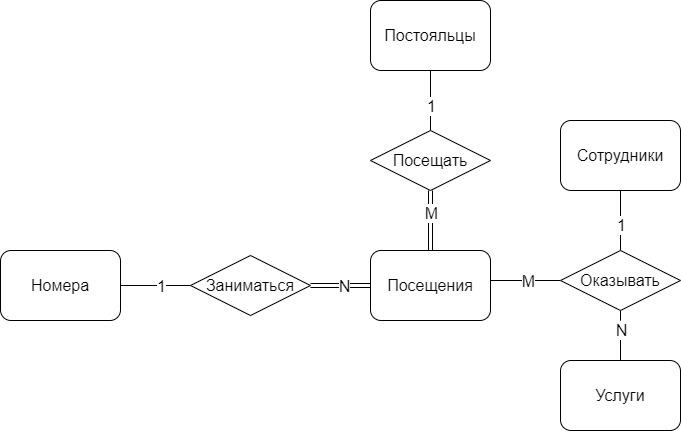 Постояльцы
1
Посещать
M
Сотрудники
1
Номера
1
Заниматься
N
Посещения
M
Оказывать
N
Услуги